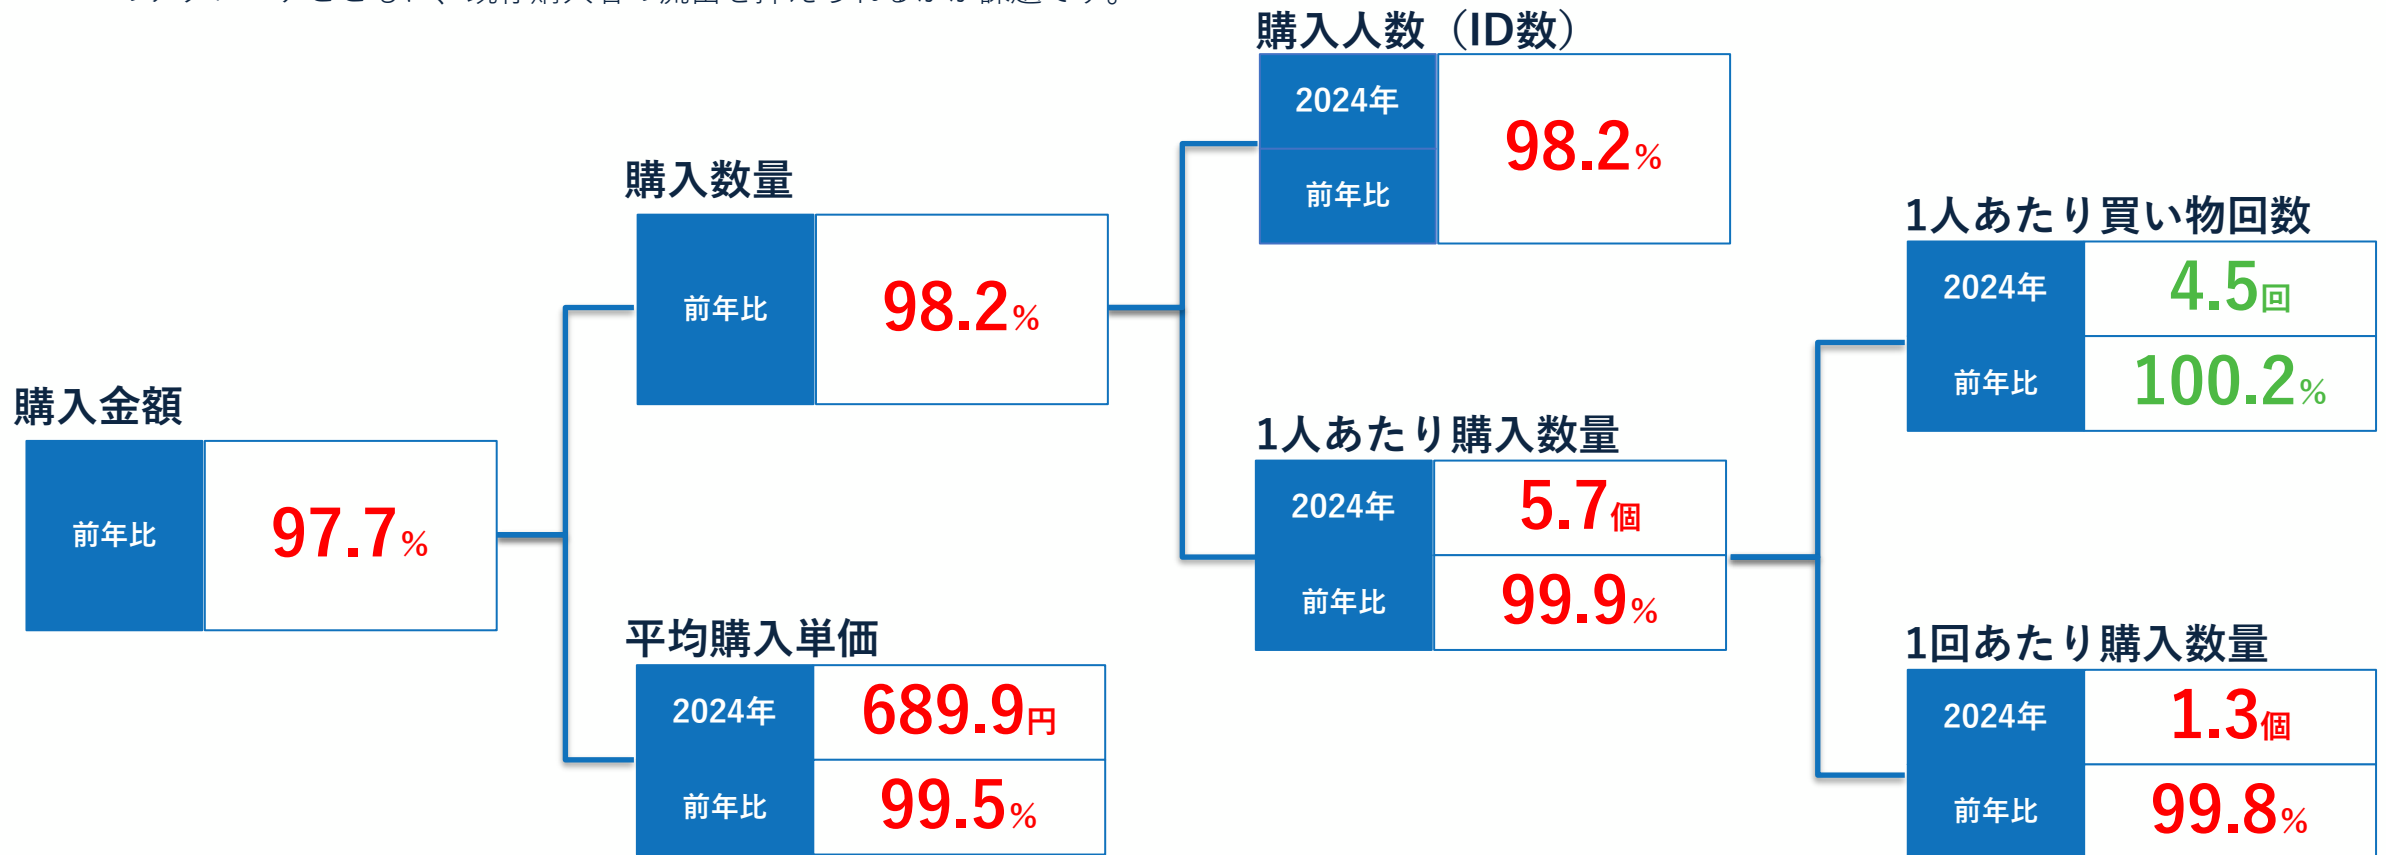 購入人数（ID数）
2024年
前年比
98.2%
購入数量
前年比
98.2%
1人あたり買い物回数
2024年
4.5回
前年比
100.2%
購入金額
前年比
97.7%
1人あたり購入数量
2024年
5.7個
前年比
99.9%
平均購入単価
2024年
689.9円
前年比
99.5%
1回あたり購入数量
2024年
1.3個
前年比
99.8%